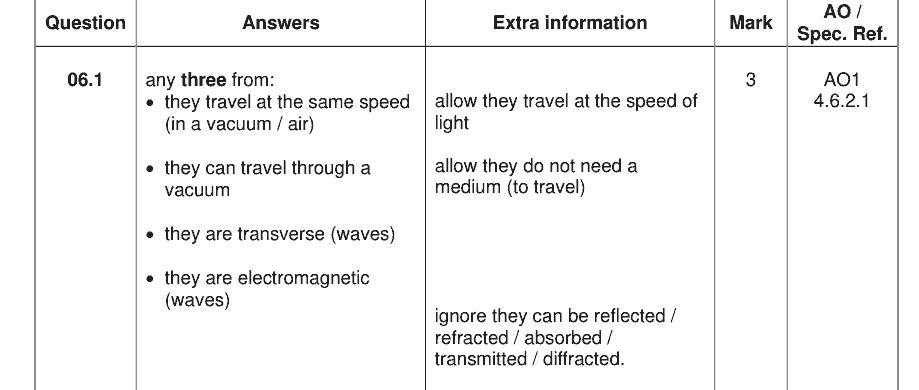 Question Answers Extra information Mark AO /
Spec. Ref.
06.1 any three from: 3 AO1
• they travel at the same speed allow they travel at the speed of 4.6.2.1
(in a vacuum / air) light
• they can travel through a allow they do not need a
vacuum medium (to travel)
• they are transverse (waves)
• they are electromagnetic
(waves)
ignore they can be reflected /
refracted / absorbed /
transmitted / diffracted.